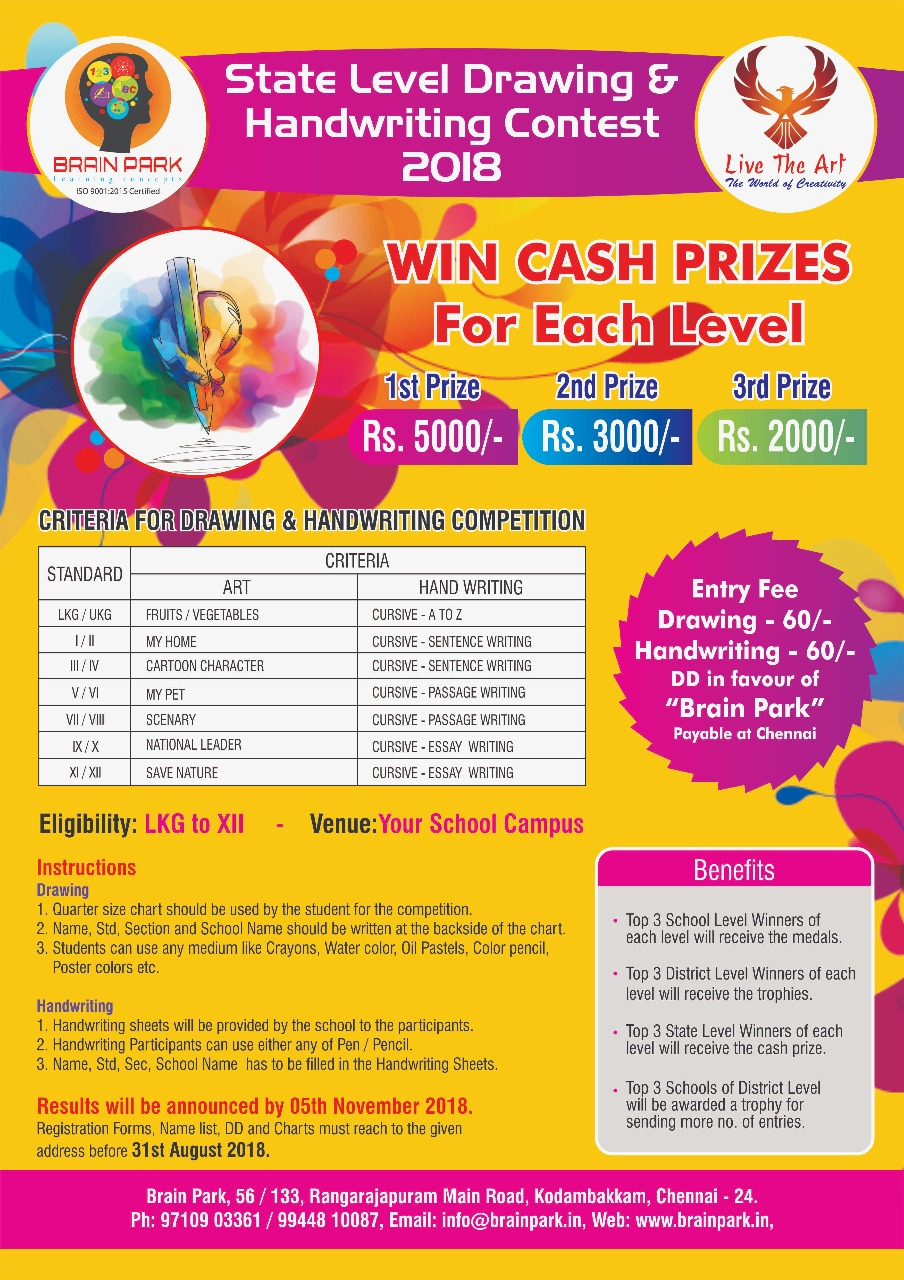 State Level Drawing &
Handwriting Contest
2018
123
ABC
BRAIN PARK
learning concepts
ISO 9001:2015 Certified
Live The Art
The World of Creativity
WIN CASH PRIZES
For Each Level
1st Prize 2nd Prize 3rd Prize
Rs. 5000/- Rs. 3000/- Rs. 2000/-
CRITERIA FOR DRAWING & HANDWRITING COMPETITION
STANDARD CRITERIA
ART HAND WRITING
LKG / UKG FRUITS / VEGETABLES CURSIVE - A TO Z
I / II MY HOME CURSIVE - SENTENCE WRITING
III / IV CARTOON CHARACTER CURSIVE - SENTENCE WRITING
V / VI MY PET CURSIVE - PASSAGE WRITING
VII / VIII SCENARY CURSIVE - PASSAGE WRITING
IX / X NATIONAL LEADER CURSIVE - ESSAY WRITING
XI / XII SAVE NATURE CURSIVE - ESSAY WRITING
Entry Fee
Drawing - 60/-
Handwriting - 60/-
DD in favour of
“Brain Park”
Payable at Chennai
Eligibility: LKG to XII - Venue:Your School Campus
Instructions
Drawing
1. Quarter size chart should be used by the student for the competition.
2. Name, Std, Section and School Name should be written at the backside of the chart.
3. Students can use any medium like Crayons, Water color, Oil Pastels, Color pencil,
Poster colors etc.
Handwriting
1. Handwriting sheets will be provided by the school to the participants.
2. Handwriting Participants can use either any of Pen / Pencil.
3. Name, Std, Sec, School Name has to be filled in the Handwriting Sheets.
Results will be announced by 05th November 2018.
Registration Forms, Name list, DD and Charts must reach to the given
address before 31st August 2018.
Benefits
• Top 3 School Level Winners of
each level will receive the medals.
• Top 3 District Level Winners of each
level will receive the trophies.
• Top 3 State Level Winners of each
level will receive the cash prize.
• Top 3 Schools of District Level
will be awarded a trophy for
sending more no. of entries.
Brain Park, 56 / 133, Rangarajapuram Main Road, Kodambakkam, Chennai - 24.
Ph: 97109 03361 / 99448 10087, Email: info@brainpark.in, Web: www.brainpark.in,